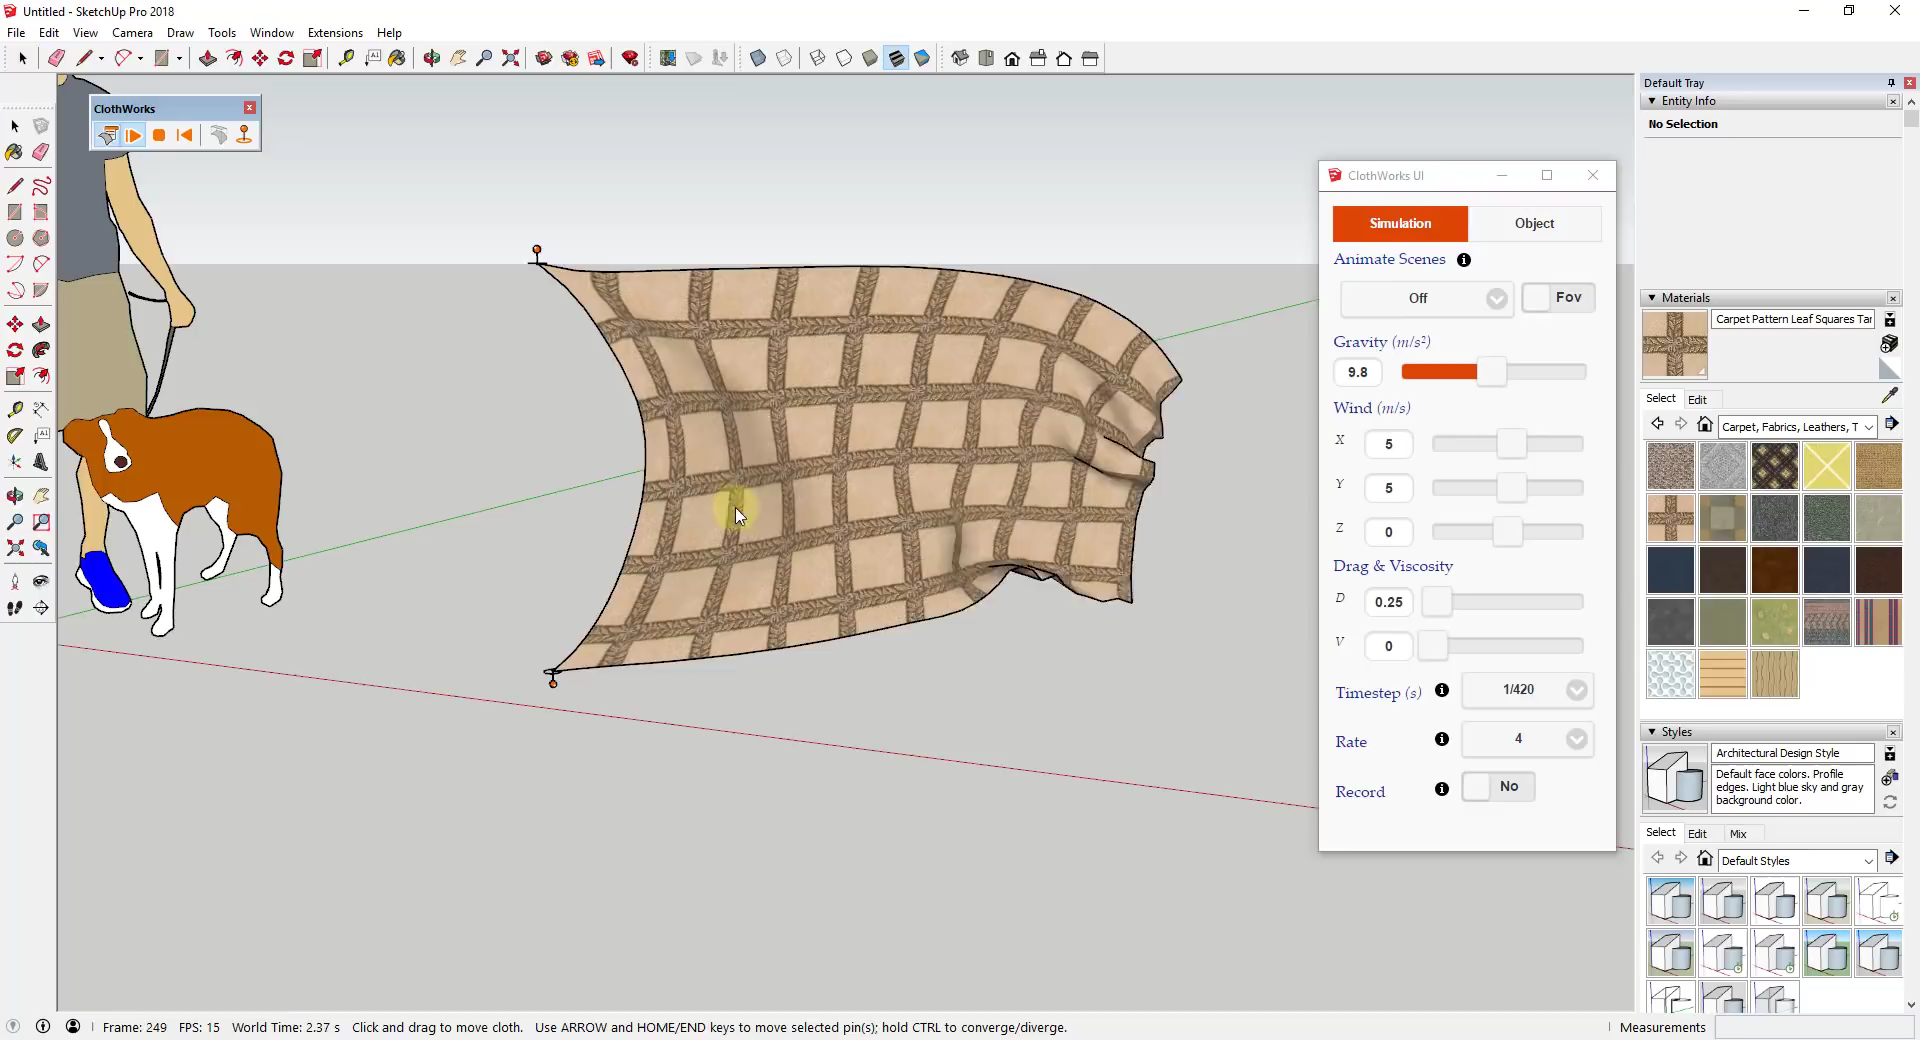 Untitled - SketchUp Pro 2018
File Edit View Camera Draw Tools Window Extensions Help
ClothWorks
ClothWorks UI
Simulation Object
Animate Scenes
Off Fov
Gravity (m/s²)
9.8
Wind (m/s)
X 5
Y 5
Z 0
Drag & Viscosity
D 0.25
V 0
Timestep (s) 1/420
Rate 4
Record No
Default Tray
Entity Info
No Selection
Materials
Carpet Pattern Leaf Squares Tar
Select Edit
Carpet, Fabrics, Leathers, T
Styles
Architectural Design Style
Default face colors. Profile
edges. Light blue sky and gray
background color.
Select Edit Mix
Default Styles
Frame: 249 FPS: 15 World Time: 2.37 s Click and drag to move cloth. Use ARROW and HOME/END keys to move selected pin(s); hold CTRL to converge/diverge.
Measurements